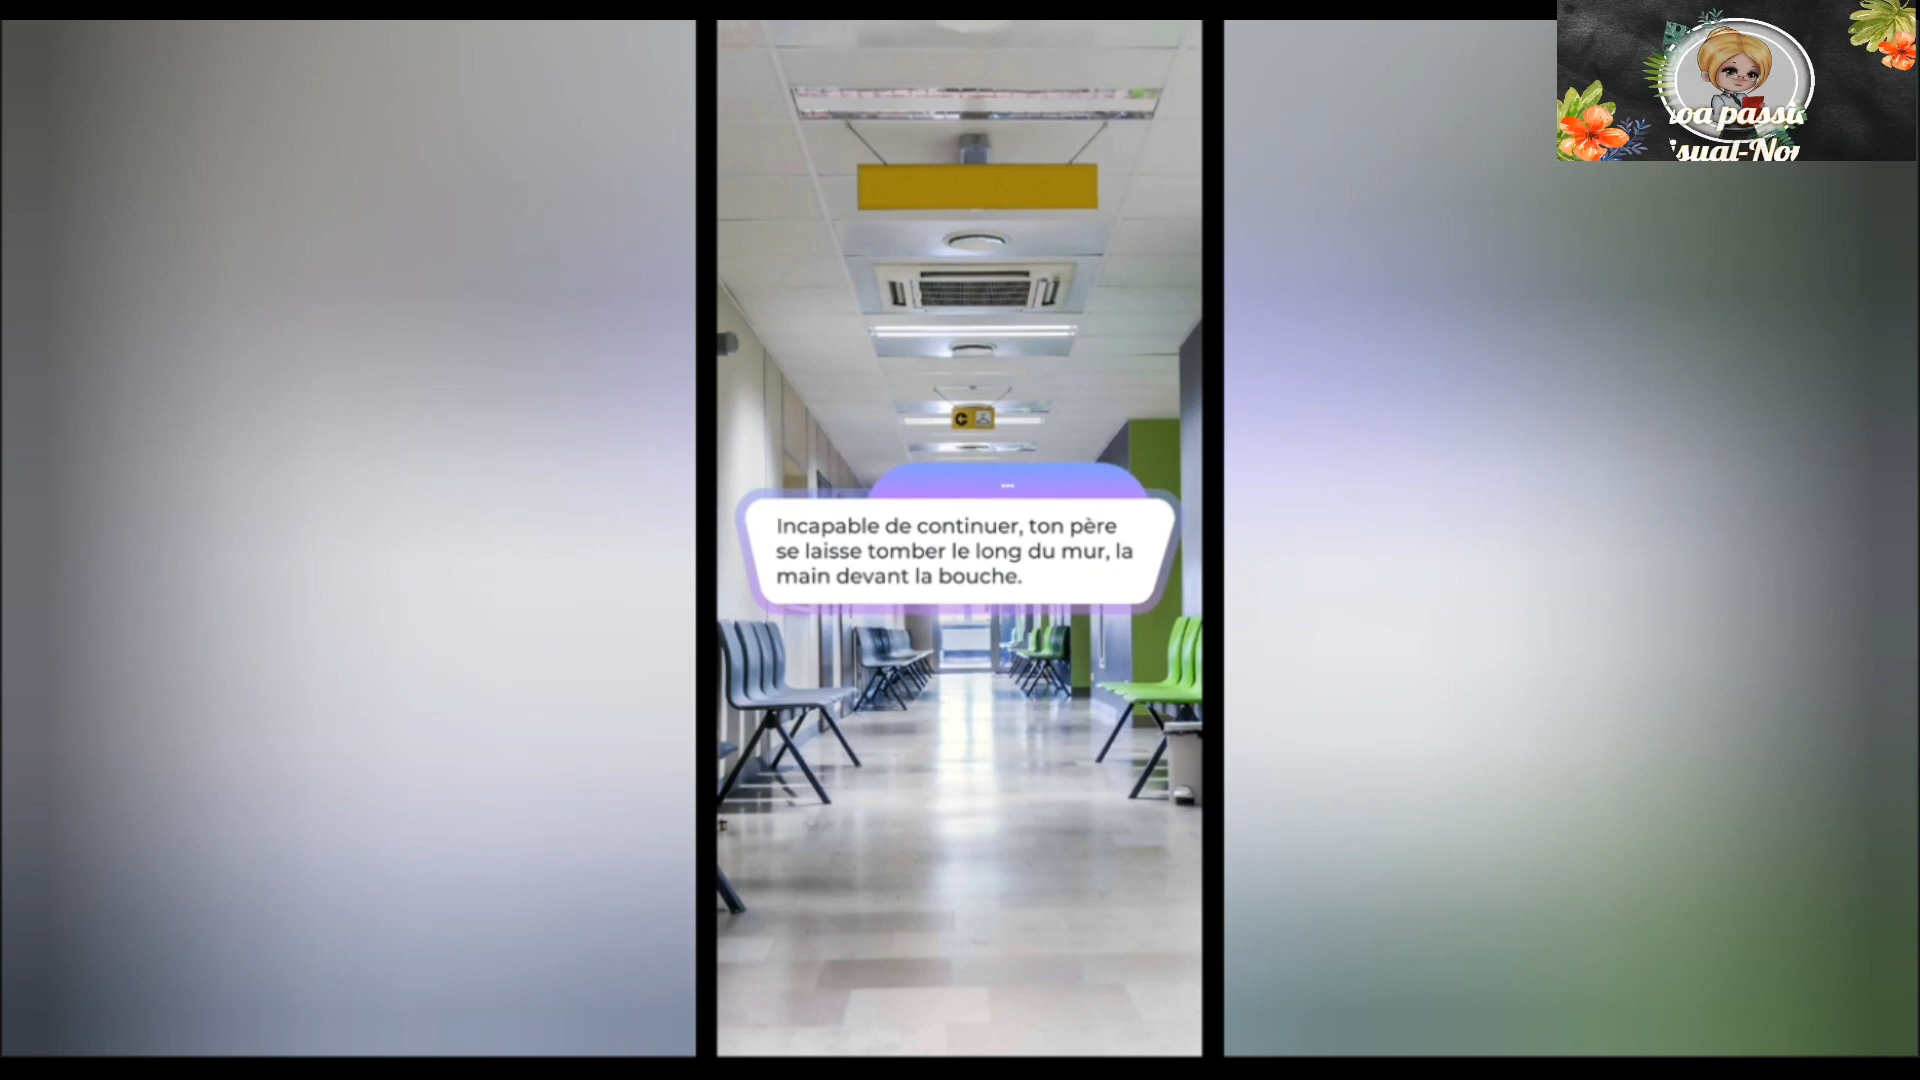 ...
Incapable de continuer, ton père
se laisse tomber le long du mur, la
main devant la bouche.